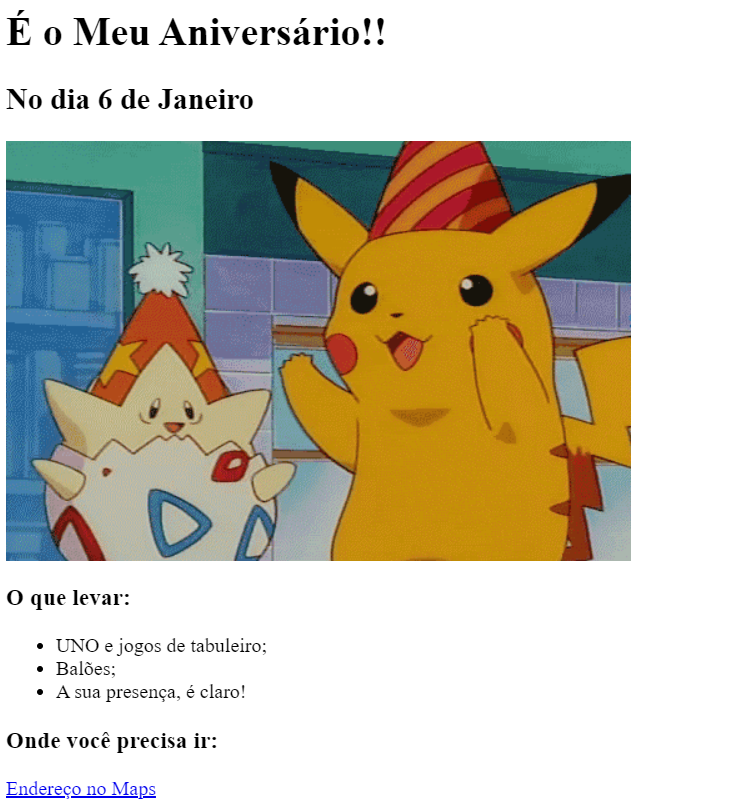 É o Meu Aniversário!!
No dia 6 de Janeiro
O que levar:
UNO e jogos de tabuleiro;
Balões;
A sua presença, é claro!
Onde você precisa ir:
Endereço no Maps